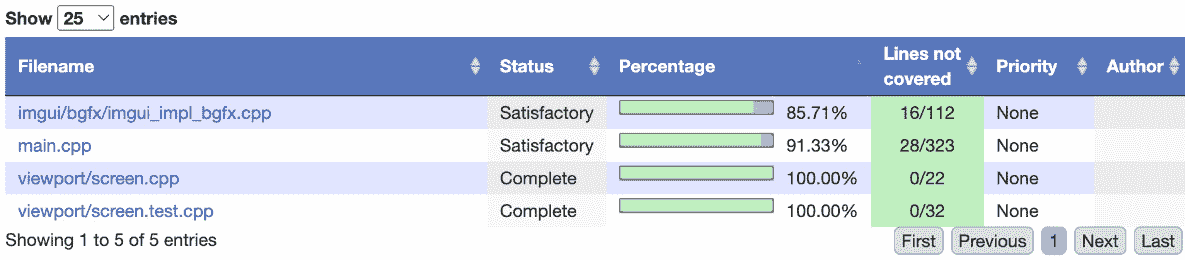 Show 25 entries
Filename Status Percentage Lines not covered Priority Author
imgui/bgfx/imgui_impl_bgfx.cpp Satisfactory 85.71% 16/112 None
main.cpp Satisfactory 91.33% 28/323 None
viewport/screen.cpp Complete 100.00% 0/22 None
viewport/screen.test.cpp Complete 100.00% 0/32 None
Showing 1 to 5 of 5 entries First Previous 1 Next Last